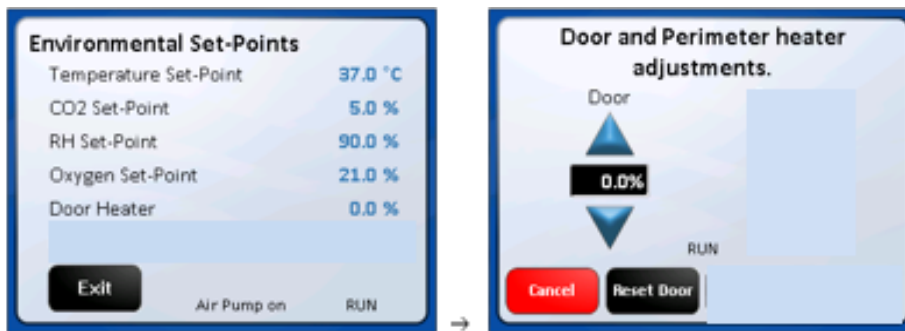 Environmental Set-Points
Temperature Set-Point 37.0 °C
CO2 Set-Point 5.0 %
RH Set-Point 90.0 %
Oxygen Set-Point 21.0 %
Door Heater 0.0 %
Exit
Air Pump on RUN
→
Door and Perimeter heater
adjustments.
Door
0.0%
RUN
Cancel
Reset Door